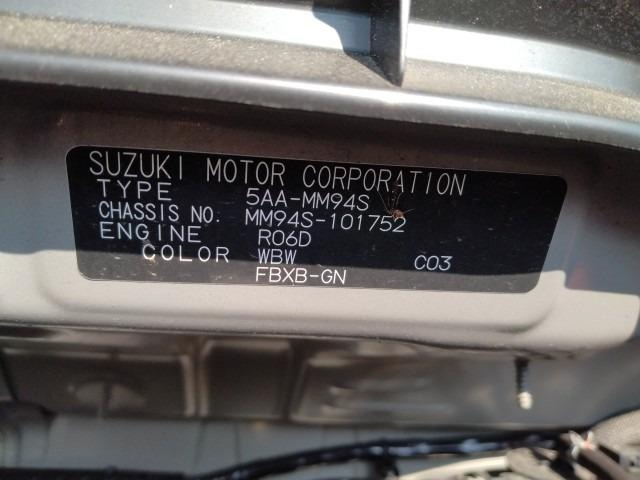 SUZUKI MOTOR CORPORATION
TYPE 5AA-MM94S
CHASSIS NO. MM94S-101752
ENGINE R06D
COLOR WBW C03
FBXB-GN